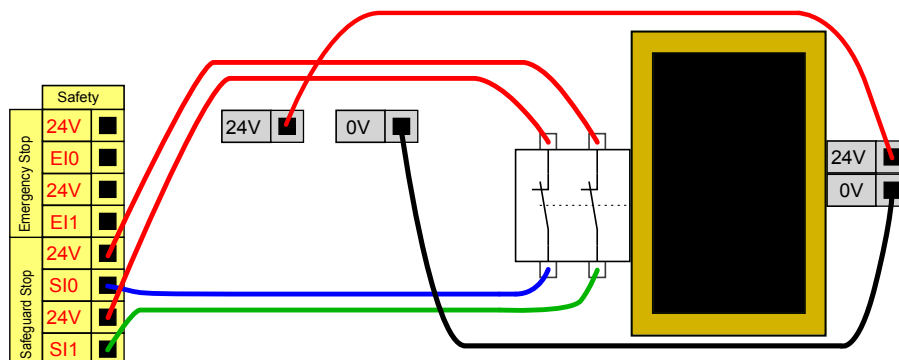 Safety
Emergency Stop
24V
EI0
24V
EI1
Safeguard Stop
24V
SI0
24V
SI1
24V
0V
24V
0V